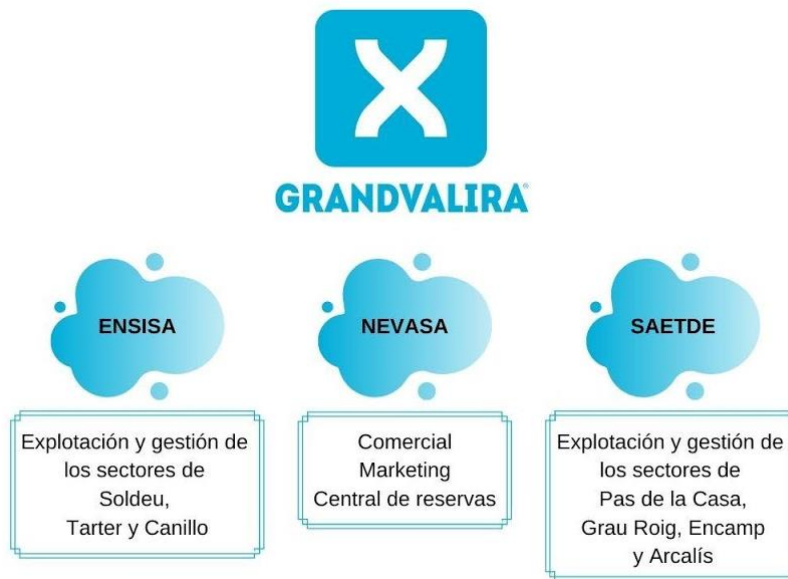 GRANDVALIRA®
ENSISA
NEVASA
SAETDE
Explotación y gestión de
los sectores de
Soldeu,
Tarter y Canillo
Comercial
Marketing
Central de reservas
Explotación y gestión de
los sectores de
Pas de la Casa,
Grau Roig, Encamp
y Arcalís